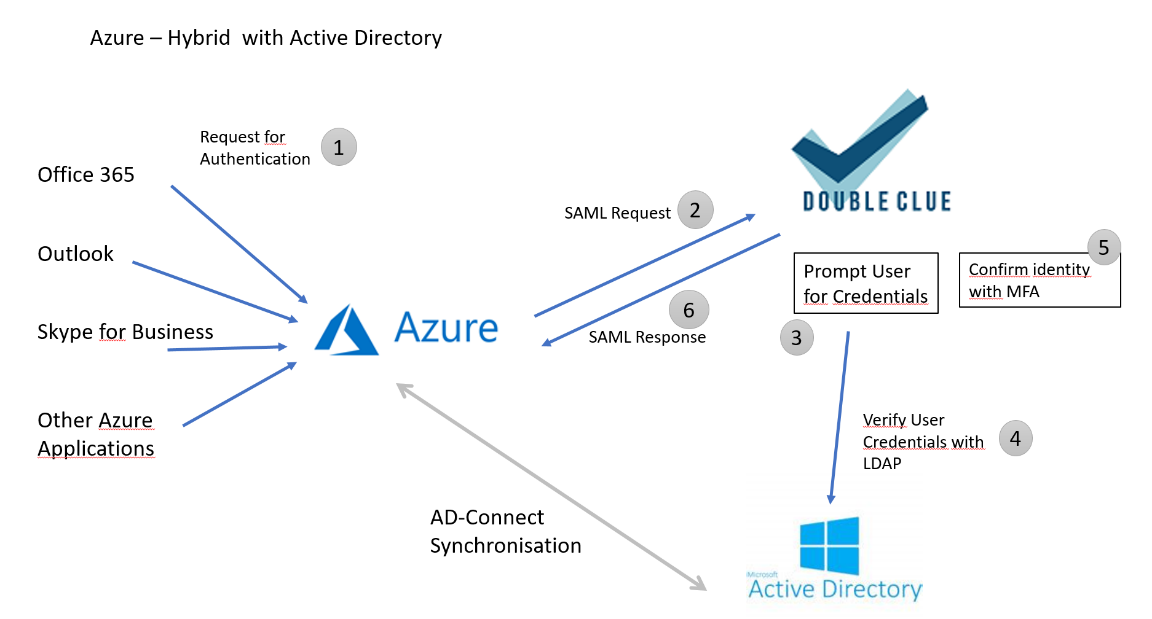 Azure – Hybrid with Active Directory
Request for
Authentication
1
Office 365
Outlook
Skype for Business
Other Azure
Applications
Azure
SAML Request
2
6
SAML Response
DOUBLE CLUE
Prompt User
for Credentials
3
5
Confirm identity
with MFA
Verify User
Credentials with
LDAP
4
AD-Connect
Synchronisation
Microsoft
Active Directory